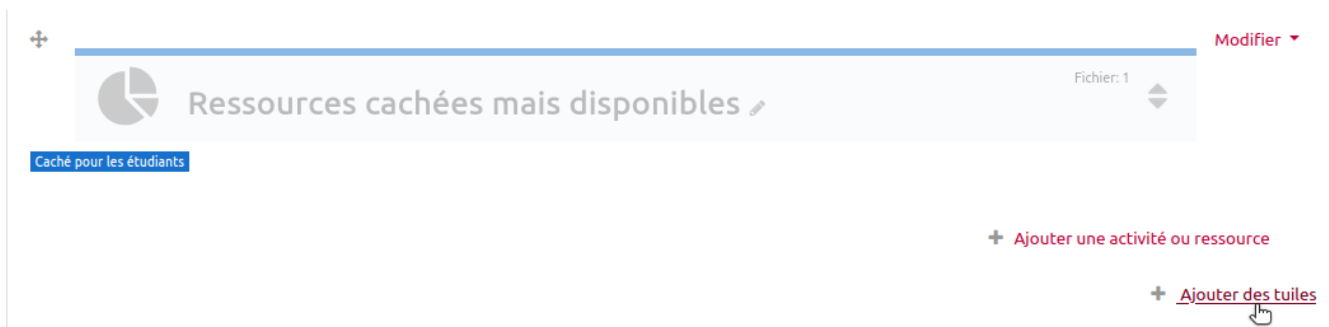 Modifier
Fichier: 1
Ressources cachées mais disponibles
Caché pour les étudiants
Ajouter une activité ou ressource
Ajouter des tuiles